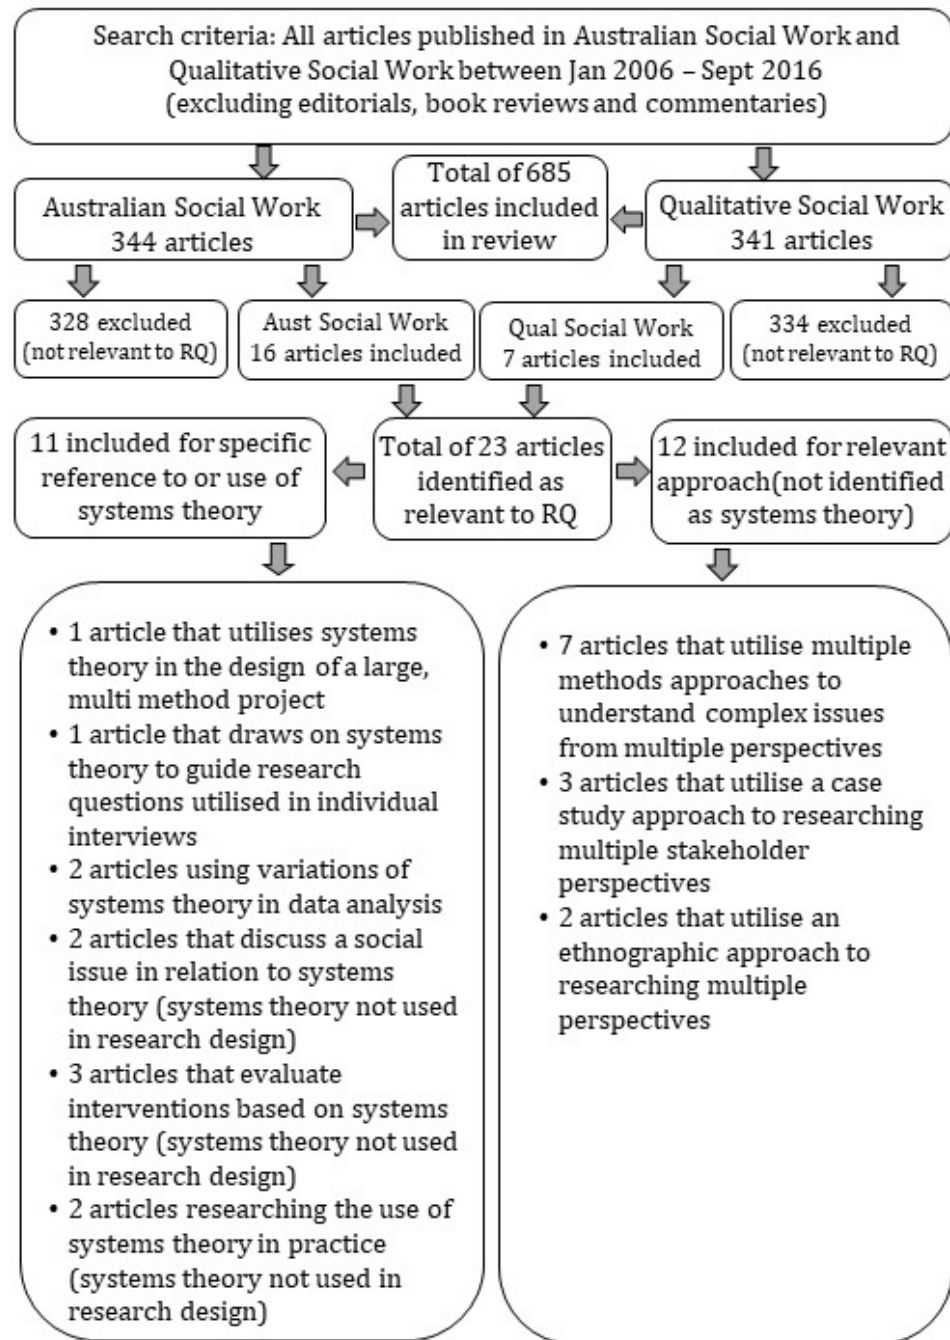 Search criteria: All articles published in Australian Social Work and
Qualitative Social Work between Jan 2006 – Sept 2016
(excluding editorials, book reviews and commentaries)
Australian Social Work
344 articles
Total of 685
articles included
in review
Qualitative Social Work
341 articles
328 excluded
(not relevant to RQ)
Aust Social Work
16 articles included
Qual Social Work
7 articles included
334 excluded
(not relevant to RQ)
11 included for specific
reference to or use of
systems theory
Total of 23 articles
identified as
relevant to RQ
12 included for relevant
approach(not identified
as systems theory)
• 1 article that utilises systems
theory in the design of a large,
multi method project
• 1 article that draws on systems
theory to guide research
questions utilised in individual
interviews
• 2 articles using variations of
systems theory in data analysis
• 2 articles that discuss a social
issue in relation to systems
theory (systems theory not used
in research design)
• 3 articles that evaluate
interventions based on systems
theory (systems theory not used
in research design)
• 2 articles researching the use of
systems theory in practice
(systems theory not used in
research design)
• 7 articles that utilise multiple
methods approaches to
understand complex issues
from multiple perspectives
• 3 articles that utilise a case
study approach to researching
multiple stakeholder
perspectives
• 2 articles that utilise an
ethnographic approach to
researching multiple
perspectives